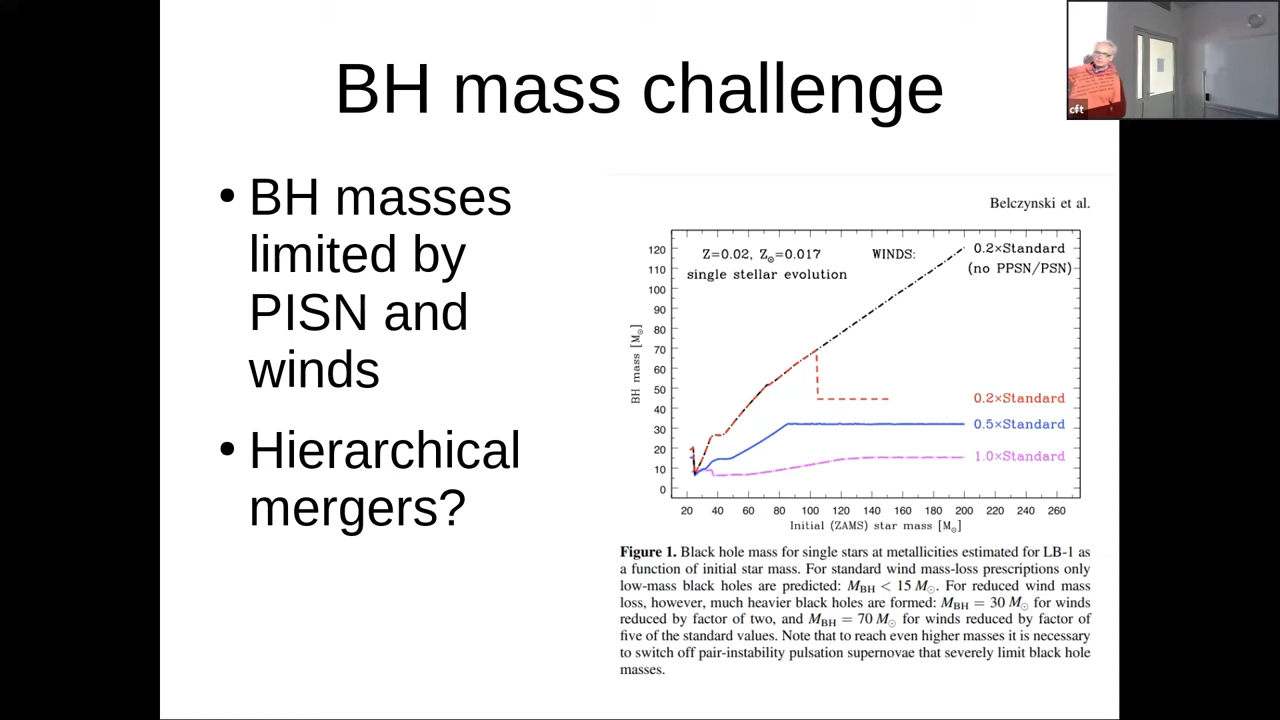 BH mass challenge
cft
• BH masses
limited by
PISN and
winds
• Hierarchical
mergers?
Belczynski et al.
Z=0.02, Z⊙=0.017
single stellar evolution
WINDS:
0.2×Standard
(no PPSN/PSN)
0.2×Standard
0.5×Standard
1.0×Standard
BH mass [M⊙]
120
110
100
90
80
70
60
50
40
30
20
10
0
20 40 60 80 100 120 140 160 180 200 220 240 260
Initial (ZAMS) star mass [M⊙]
Figure 1. Black hole mass for single stars at metallicities estimated for LB-1 as
a function of initial star mass. For standard wind mass-loss prescriptions only
low-mass black holes are predicted: MBH < 15 M⊙. For reduced wind mass
loss, however, much heavier black holes are formed: MBH = 30 M⊙ for winds
reduced by factor of two, and MBH = 70 M⊙ for winds reduced by factor of
five of the standard values. Note that to reach even higher masses it is necessary
to switch off pair-instability pulsation supernovae that severely limit black hole
masses.